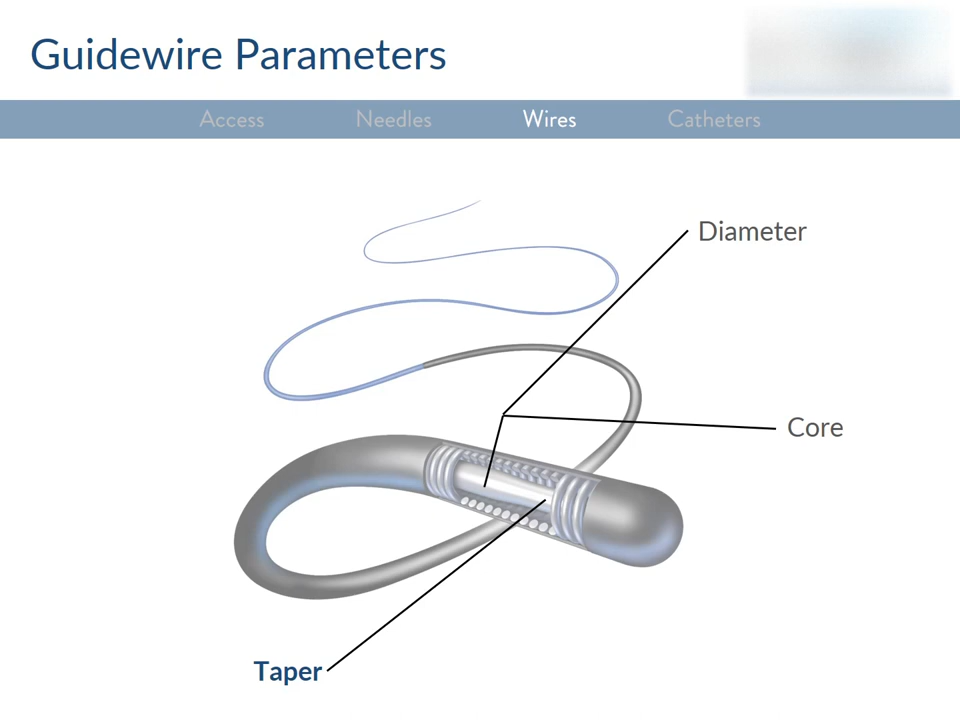 Guidewire Parameters
Access Needles Wires Catheters
Diameter
Core
Taper